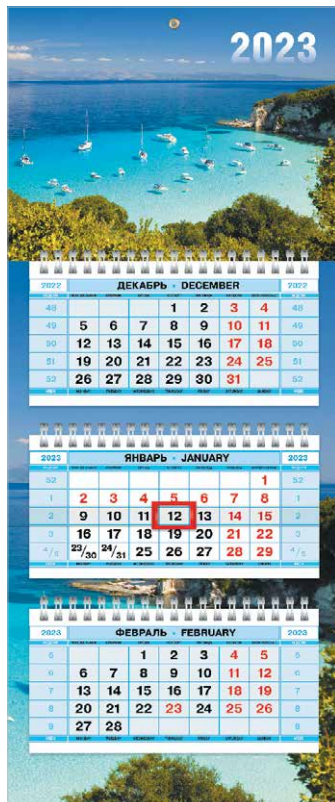 2023
2022 ДЕКАБРЬ - DECEMBER 2022
48 1 2 3 4 48
49 5 6 7 8 9 10 11 49
50 12 13 14 15 16 17 18 50
51 19 20 21 22 23 24 25 51
52 26 27 28 29 30 31 52
2023 ЯНВАРЬ - JANUARY 2023
52 1 52
1 2 3 4 5 6 7 8 1
2 9 10 11 12 13 14 15 2
3 16 17 18 19 20 21 22 3
4/5 23/30 24/31 25 26 27 28 29 4/5
2023 ФЕВРАЛЬ - FEBRUARY 2023
5 1 2 3 4 5 5
6 6 7 8 9 10 11 12 6
7 13 14 15 16 17 18 19 7
8 20 21 22 23 24 25 26 8
9 27 28 9